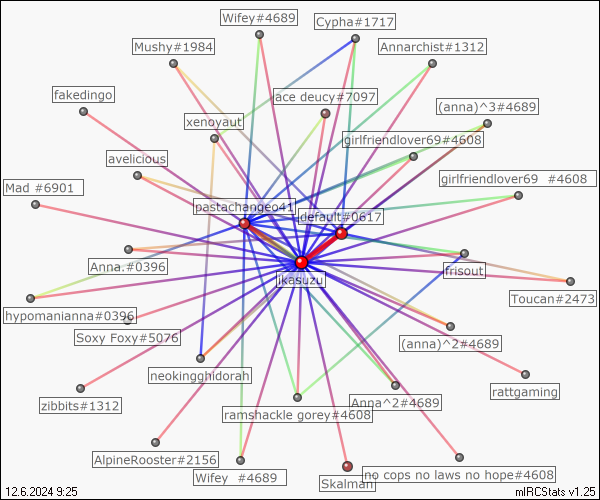 Wifey#4689
Cypha#1717
Mushy#1984
Annarchist#1312
fakedingo
ace deucy#7097
(anna)^3#4689
xenoyaut
girlfriendlover69#4608
avelicious
Mad #6901
girlfriendlover69 #4608
pastachangeo41
default#0617
Anna.#0396
frisout
jkasuzu
Toucan#2473
hypomanianna#0396
Soxy Foxy#5076
(anna)^2#4689
neokingghidorah
rattgaming
zibbits#1312
ramshackle gorey#4608
Anna^2#4689
AlpineRooster#2156
Wifey #4689
Skalman
no cops no laws no hope#4608
12.6.2024 9:25
mIRCStats v1.25